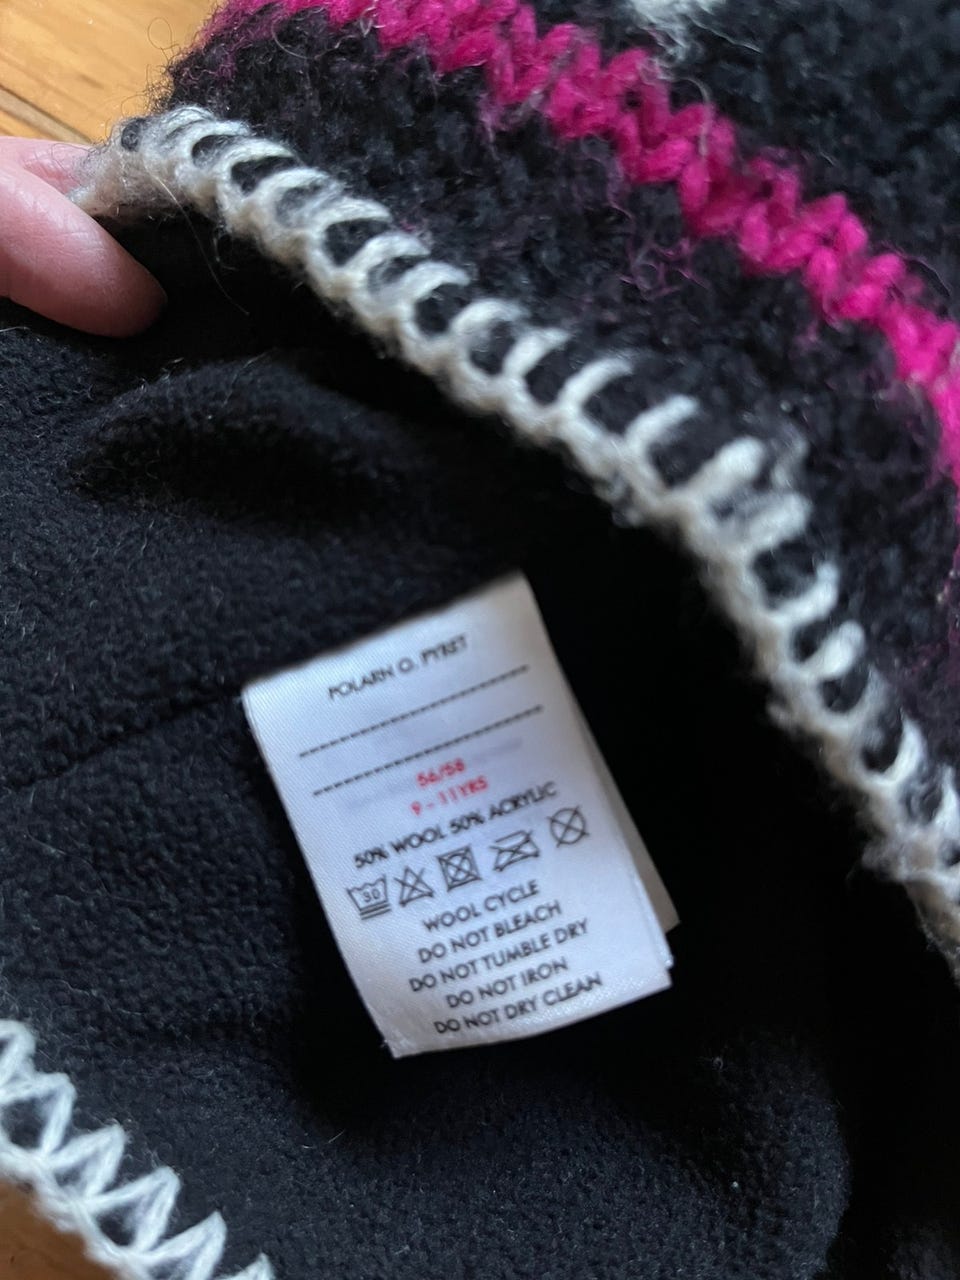 POLARN O. PYRET
56/58
9 - 11YRS
50% WOOL 50% ACRYLIC
30
WOOL CYCLE
DO NOT BLEACH
DO NOT TUMBLE DRY
DO NOT IRON
DO NOT DRY CLEAN